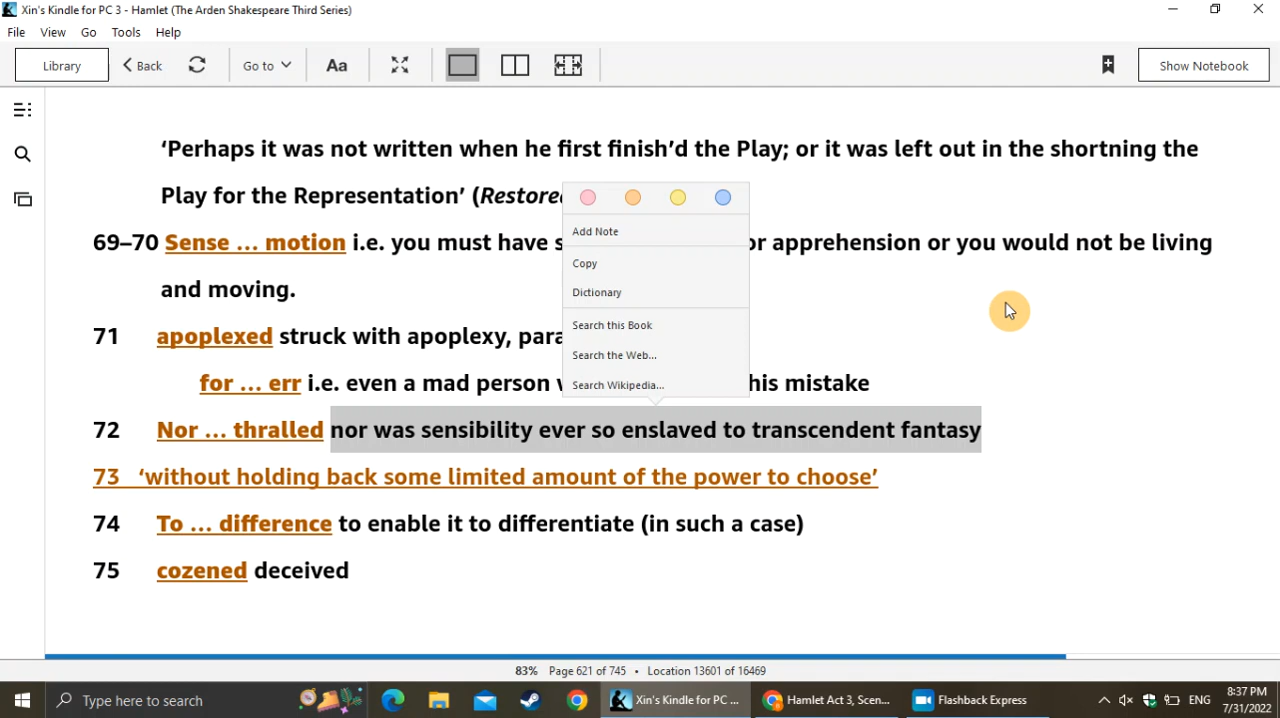 Xin's Kindle for PC 3 - Hamlet (The Arden Shakespeare Third Series)
File View Go Tools Help
Library Back Go to Aa Show Notebook
‘Perhaps it was not written when he first finish’d the Play; or it was left out in the shortning the
Play for the Representation’ (Restored
69–70 Sense … motion i.e. you must have s or apprehension or you would not be living
and moving.
71 apoplexed struck with apoplexy, para
for … err i.e. even a mad person w his mistake
72 Nor … thralled nor was sensibility ever so enslaved to transcendent fantasy
73 ‘without holding back some limited amount of the power to choose’
74 To … difference to enable it to differentiate (in such a case)
75 cozened deceived
Add Note
Copy
Dictionary
Search this Book
Search the Web...
Search Wikipedia...
83% Page 621 of 745 • Location 13601 of 16469
Type here to search Xin's Kindle for PC ... Hamlet Act 3, Scen... Flashback Express ENG 8:37 PM
7/31/2022